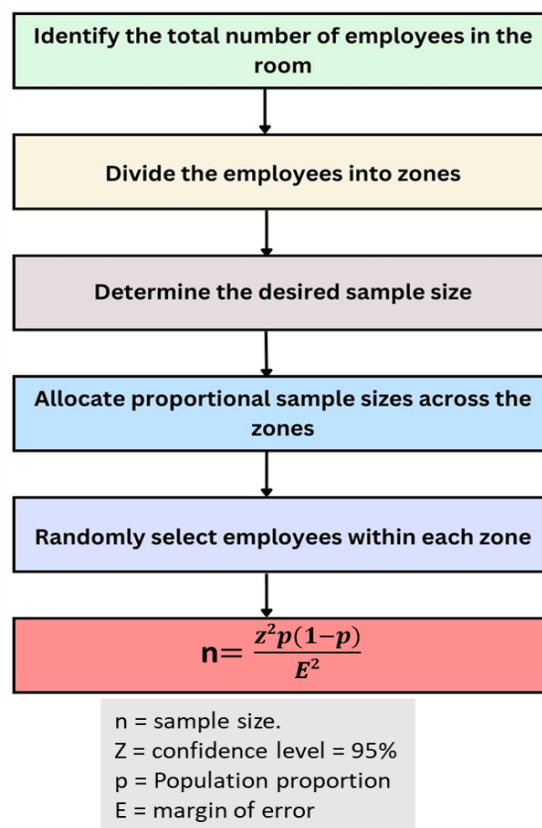 Identify the total number of employees in the
room
Divide the employees into zones
Determine the desired sample size
Allocate proportional sample sizes across the
zones
Randomly select employees within each zone
n= z²p(1−p)
E²
n = sample size.
Z = confidence level = 95%
p = Population proportion
E = margin of error